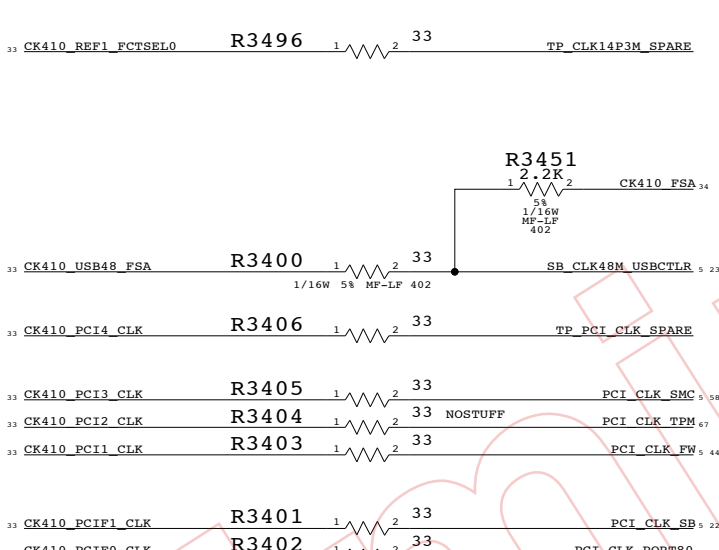 33 CK410_REF1_FCTSEL0 R3496 1 2 33 TP_CLK14P3M_SPARE
R3451
2.2K
1 2 CK410_FSA 34
5%
1/16W
MF-LF
402
33 CK410_USB48_FSA R3400 1 2 33 SB_CLK48M_USBCTLR 5 23
1/16W 5% MF-LF 402
33 CK410_PCI4_CLK R3406 1 2 33 TP_PCI_CLK_SPARE
33 CK410_PCI3_CLK R3405 1 2 33 PCI_CLK_SMC 5 58
33 CK410_PCI2_CLK R3404 1 2 33 NOSTUFF PCI_CLK_TPM 67
33 CK410_PCI1_CLK R3403 1 2 33 PCI_CLK_FW 5 44
33 CK410_PCIF1_CLK R3401 1 2 33 PCI_CLK_SB 5 22
CK410_PCIF0_CLK R3402 1 2 33 PCI_CLK_PORT80